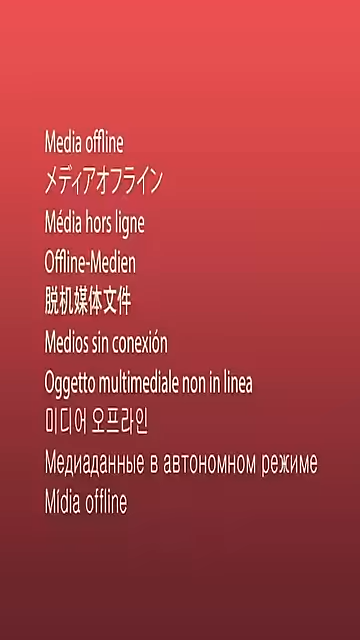 Media offline
メディアオフライン
Média hors ligne
Offline-Medien
脱机媒体文件
Medios sin conexión
Oggetto multimediale non in linea
미디어 오프라인
Медиаданные в автономном режиме
Mídia offline